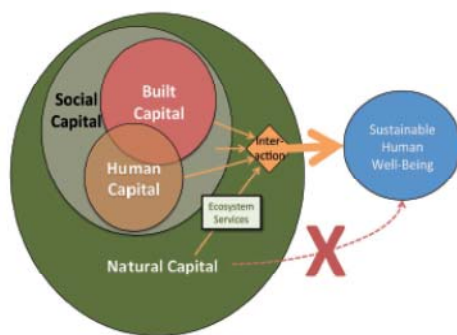 Social
Capital
Built
Capital
Human
Capital
Inter-
action
Ecosystem
Services
Natural Capital
X
Sustainable
Human
Well-Being